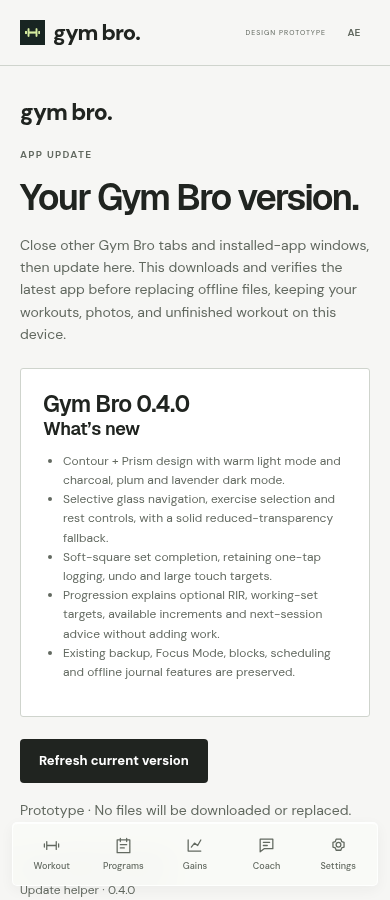 gym bro.
DESIGN PROTOTYPE
AE
gym bro.
APP UPDATE
Your Gym Bro version.
Close other Gym Bro tabs and installed-app windows,
then update here. This downloads and verifies the
latest app before replacing offline files, keeping your
workouts, photos, and unfinished workout on this
device.
Gym Bro 0.4.0
What's new
• Contour + Prism design with warm light mode and
charcoal, plum and lavender dark mode.
• Selective glass navigation, exercise selection and
rest controls, with a solid reduced-transparency
fallback.
• Soft-square set completion, retaining one-tap
logging, undo and large touch targets.
• Progression explains optional RIR, working-set
targets, available increments and next-session
advice without adding work.
• Existing backup, Focus Mode, blocks, scheduling
and offline journal features are preserved.
Refresh current version
Prototype · No files will be downloaded or replaced.
Workout
Programs
Gains
Coach
Settings
Update helper · 0.4.0